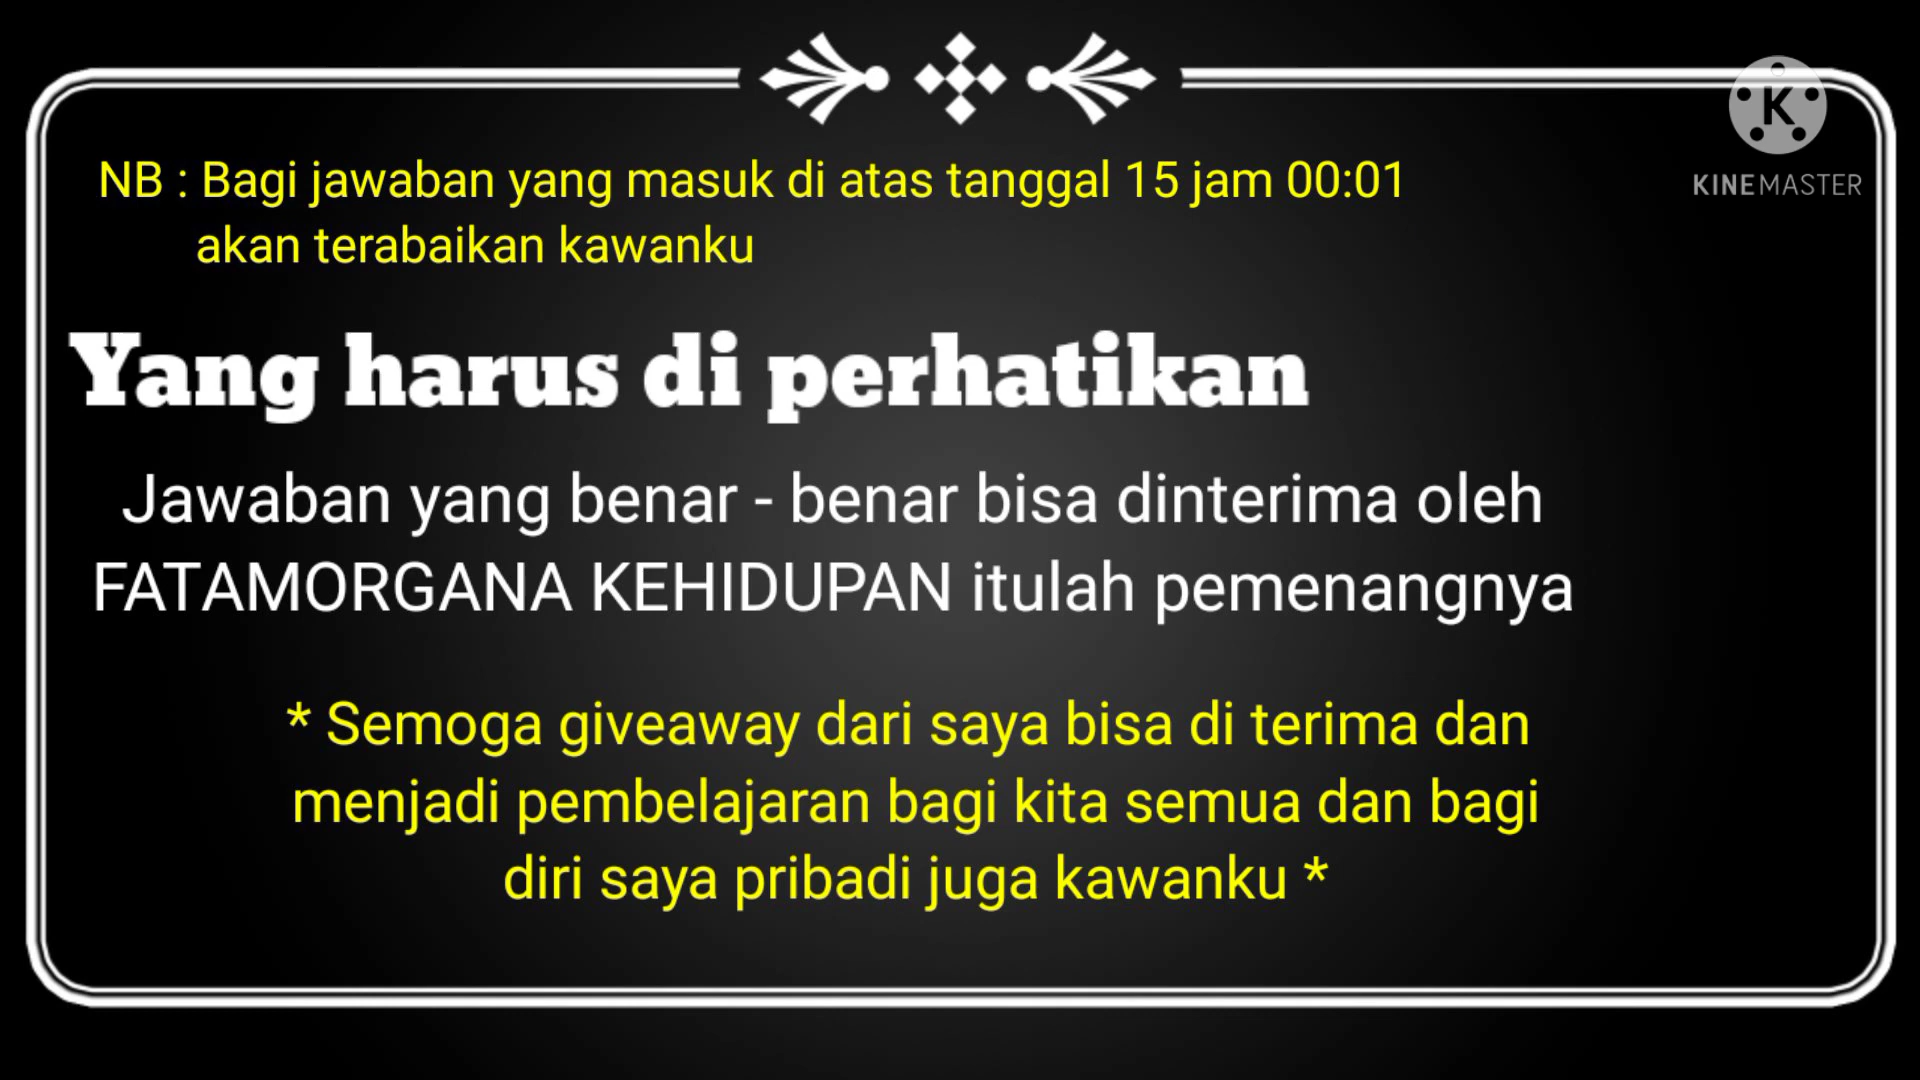 NB : Bagi jawaban yang masuk di atas tanggal 15 jam 00:01
akan terabaikan kawanku
K
KINEMASTER
Yang harus di perhatikan
Jawaban yang benar - benar bisa dinterima oleh
FATAMORGANA KEHIDUPAN itulah pemenangnya
* Semoga giveaway dari saya bisa di terima dan
menjadi pembelajaran bagi kita semua dan bagi
diri saya pribadi juga kawanku *